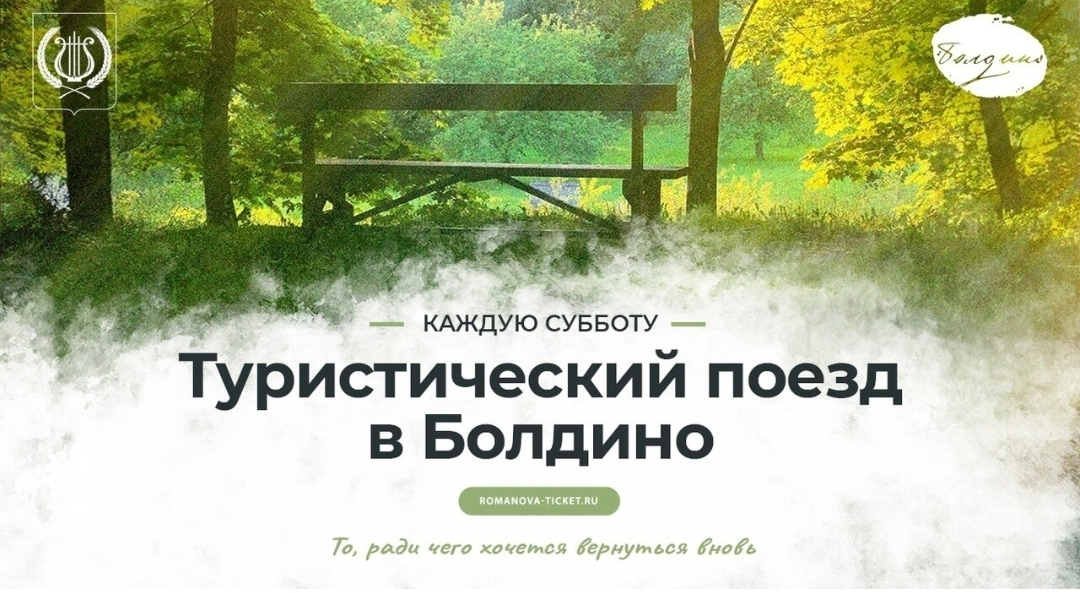 Болдино
КАЖДУЮ СУББОТУ
Туристический поезд
в Болдино
ROMANOVA-TICKET.RU
То, ради чего хочется вернуться вновь